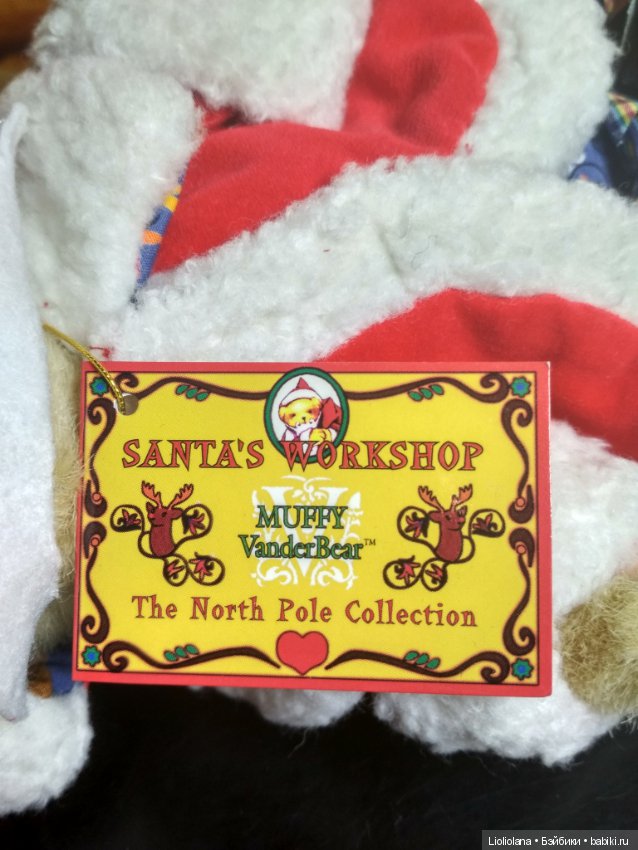 SANTA'S WORKSHOP
MUFFY
VanderBear™
The North Pole Collection
Lioliolana • Бэйбики • babiki.ru